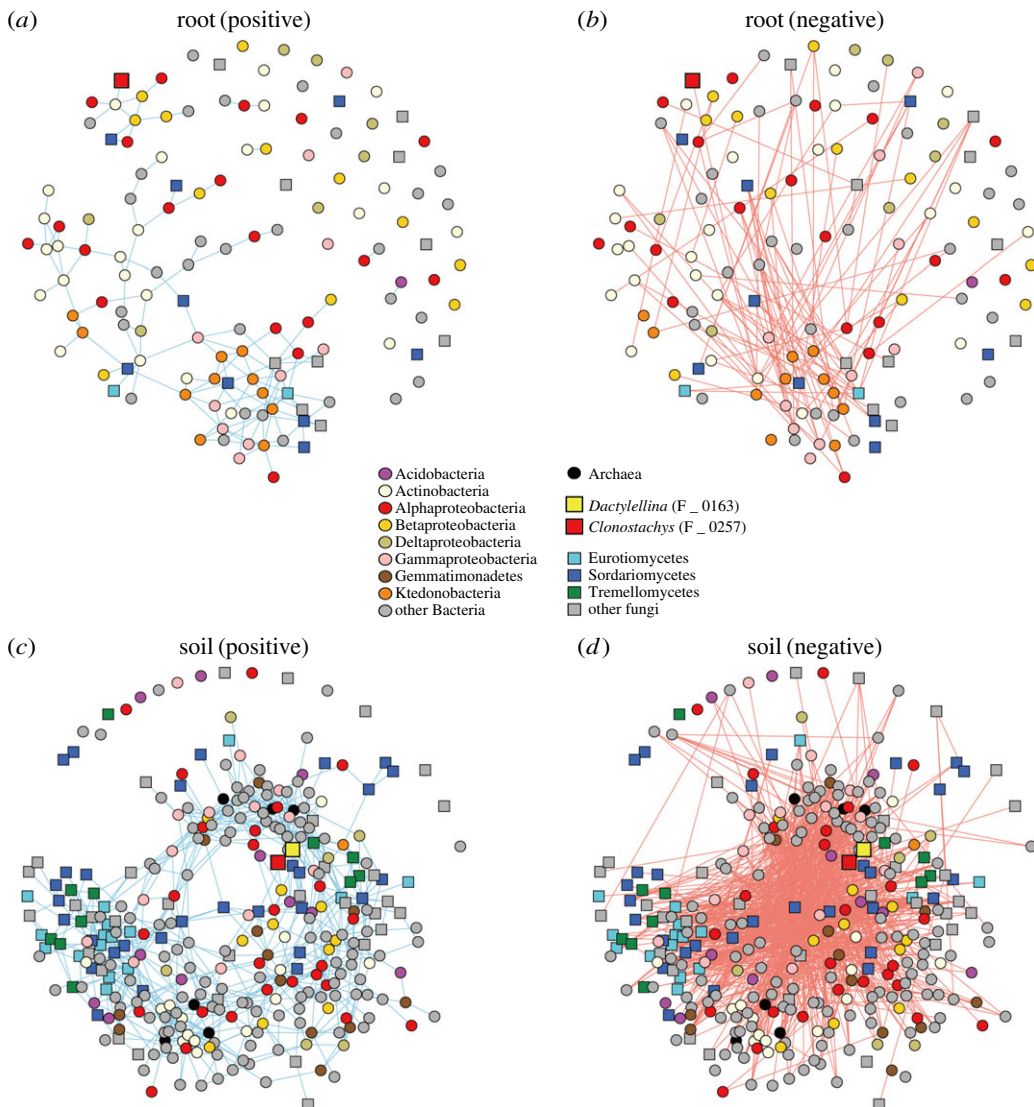 (a) root (positive)
(b) root (negative)
Acidobacteria
Actinobacteria
Alphaproteobacteria
Betaproteobacteria
Deltaproteobacteria
Gammaproteobacteria
Gemmatimonadetes
Ktedonobacteria
other Bacteria
Archaea
Dactylellina (F _ 0163)
Clonostachys (F _ 0257)
Eurotiomycetes
Sordariomycetes
Tremellomycetes
other fungi
(c) soil (positive)
(d) soil (negative)